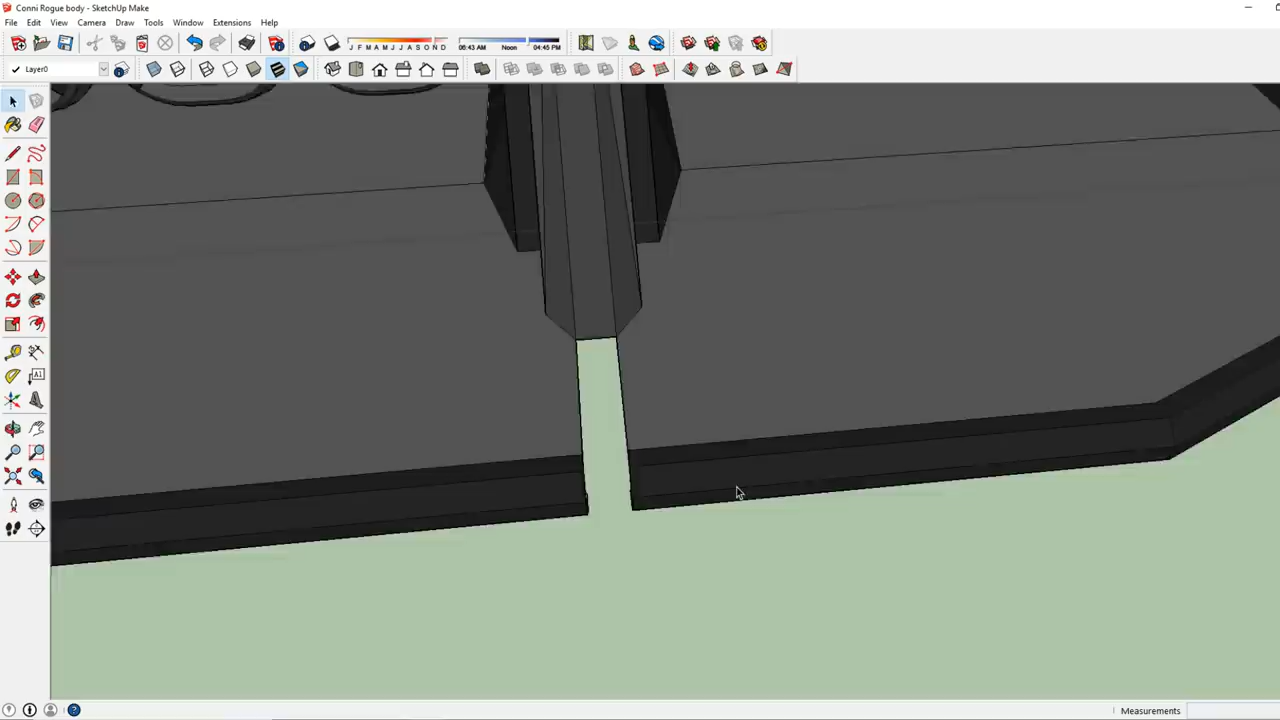 Conni Rogue body - SketchUp Make
File Edit View Camera Draw Tools Window Extensions Help
J F M A M J J A S O N D 06:43 AM Noon 04:45 PM
Layer0
A1
Measurements